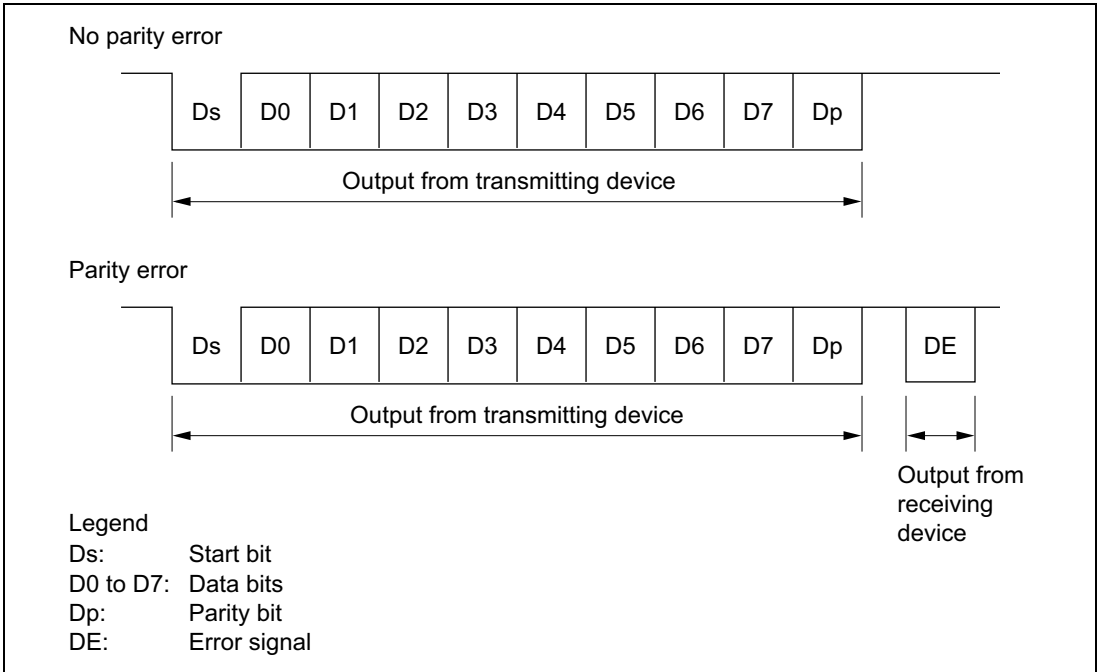 No parity error
Ds D0 D1 D2 D3 D4 D5 D6 D7 Dp
Output from transmitting device
Parity error
Ds D0 D1 D2 D3 D4 D5 D6 D7 Dp DE
Output from transmitting device
Output from
receiving
device
Legend
Ds: Start bit
D0 to D7: Data bits
Dp: Parity bit
DE: Error signal